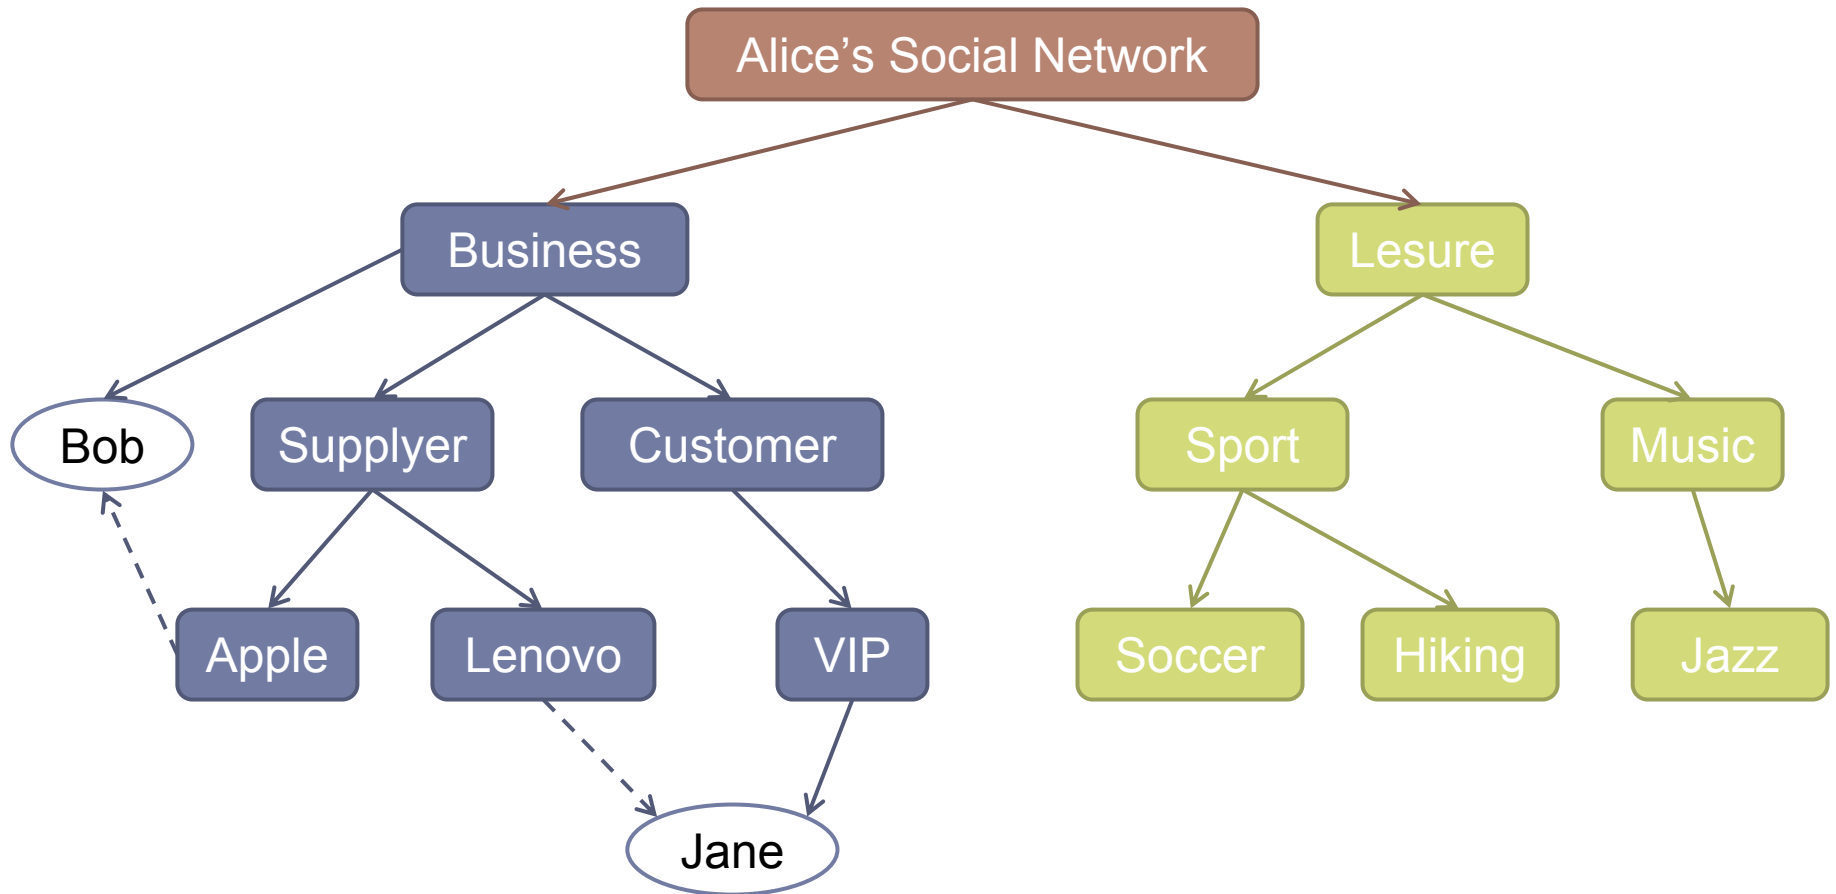 Alice’s Social Network
Business
Lesure
Bob
Supplyer
Customer
Sport
Music
Apple
Lenovo
VIP
Soccer
Hiking
Jazz
Jane